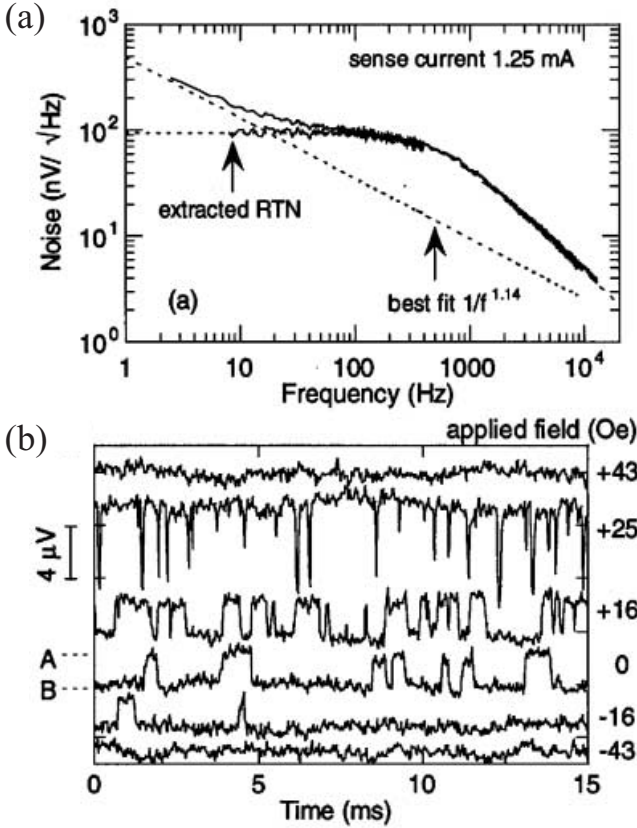 (a)
10³
sense current 1.25 mA
10²
extracted RTN
10¹
(a)
best fit 1/f^1.14
10⁰
1 10 100 1000 10⁴
Noise (nV/ √Hz)
Frequency (Hz)
(b)
applied field (Oe)
+43
4 μV
+25
+16
A
0
B
-16
-43
0 5 10 15
Time (ms)